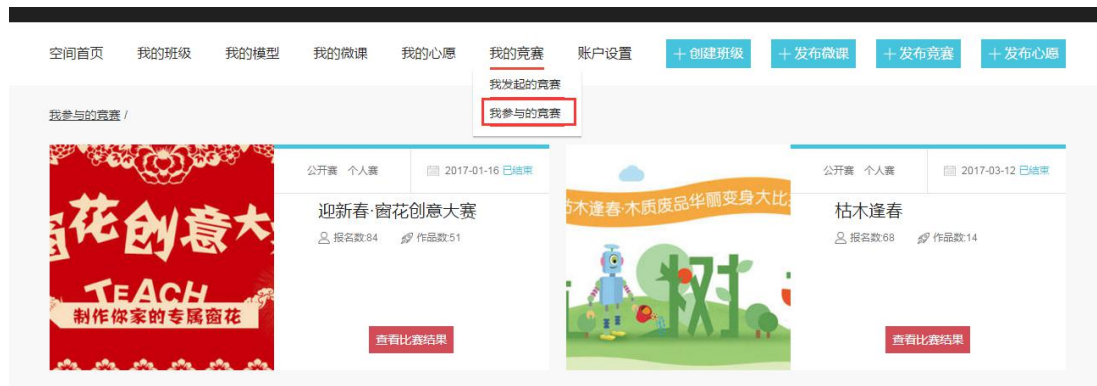 空间首页 我的班级 我的模型 我的微课 我的心愿 我的竞赛 账户设置 +创建班级 +发布微课 +发布竞赛 +发布心愿
我发起的竞赛
我参与的竞赛
我参与的竞赛 /
公开赛 个人赛 2017-01-16 已结束
迎新春·窗花创意大赛
报名数:84 作品数:51
查看比赛结果
窗花创意大
TEACH
制作你家的专属窗花
公开赛 个人赛 2017-03-12 已结束
枯木逢春
报名数:68 作品数:14
查看比赛结果
古木逢春·木质废品华丽变身大比
树